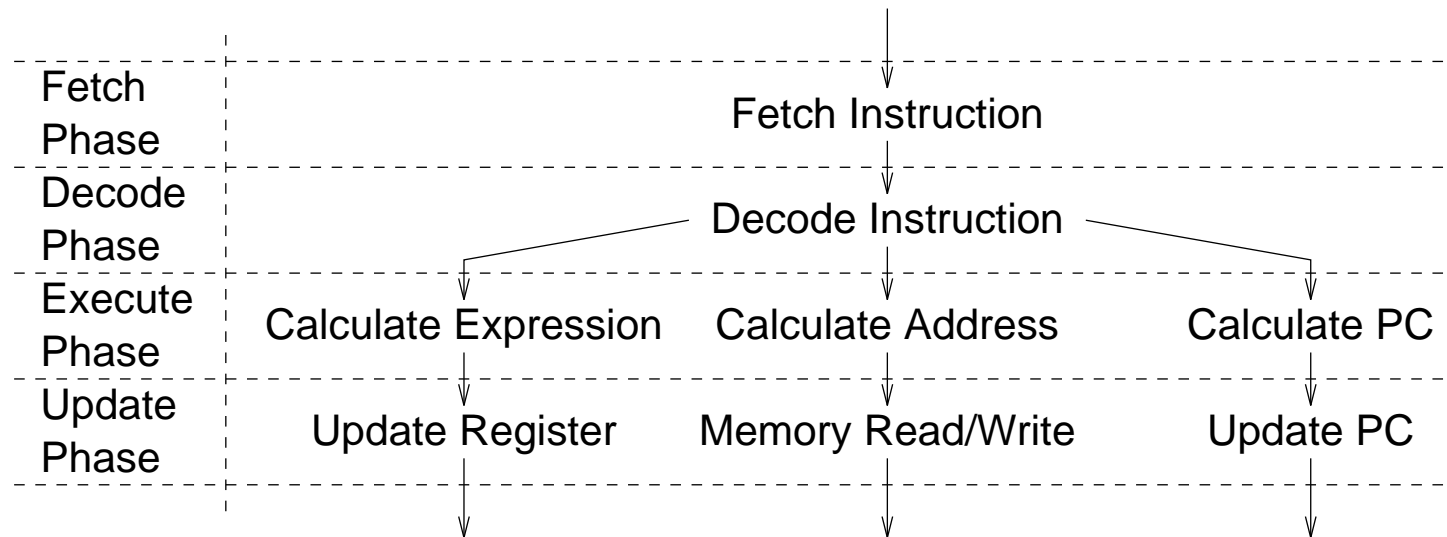 Fetch
Phase
Fetch Instruction
Decode
Phase
Decode Instruction
Execute
Phase
Calculate Expression Calculate Address Calculate PC
Update
Phase
Update Register Memory Read/Write Update PC